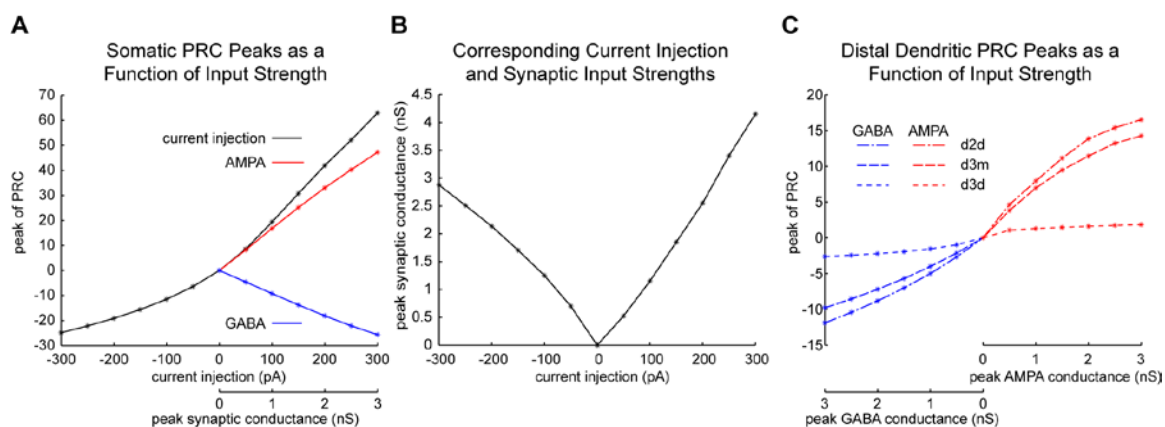 A
Somatic PRC Peaks as a
Function of Input Strength
peak of PRC
70
60
50
40
30
20
10
0
-10
-20
-30
current injection
AMPA
GABA
-300 -200 -100 0 100 200 300
current injection (pA)
0 1 2 3
peak synaptic conductance (nS)
B
Corresponding Current Injection
and Synaptic Input Strengths
peak synaptic conductance (nS)
4.5
4
3.5
3
2.5
2
1.5
1
0.5
0
-300 -200 -100 0 100 200 300
current injection (pA)
C
Distal Dendritic PRC Peaks as a
Function of Input Strength
peak of PRC
20
15
10
5
0
-5
-10
-15
GABA AMPA
d2d
d3m
d3d
0 1 2 3
peak AMPA conductance (nS)
3 2 1 0
peak GABA conductance (nS)